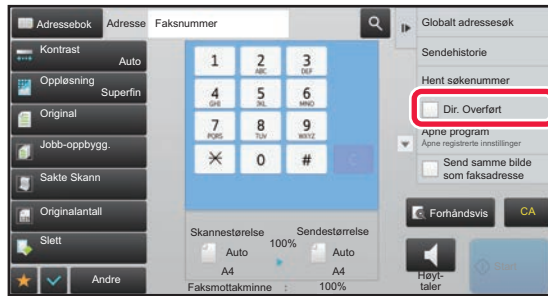 Adressebok
Adresse
Faksnummer
Kontrast
Auto
Oppløsning
Superfin
Original
Jobb-oppbygg.
Sakte Skann
Originalantall
Slett
Andre
1
2
ABC
3
DEF
4
GHI
5
JKL
6
MNO
7
PQRS
8
TUV
9
WXYZ
0
#
C
Skannestørelse
Sendestørrelse
100%
Auto
Auto
A4
A4
Faksmottakminne : 100%
Globalt adressesøk
Sendehistorie
Hent søkenummer
Dir. Overført
Åpne program
Åpne registrerte innstillinger
Send samme bilde
som faksadresse
Forhåndsvis
CA
Høyt-
taler
Start